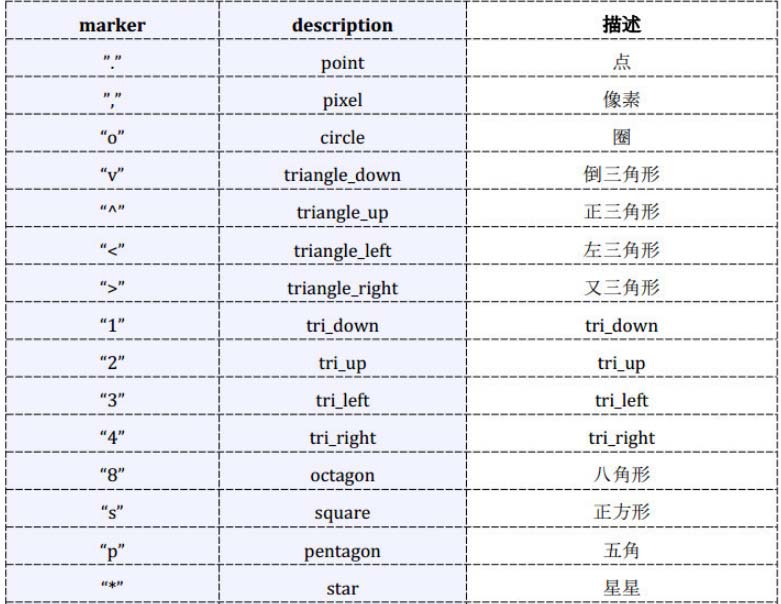 marker description 描述
”.” point 点
”,” pixel 像素
“o” circle 圈
“v” triangle_down 倒三角形
“^” triangle_up 正三角形
“<” triangle_left 左三角形
“>” triangle_right 又三角形
“1” tri_down tri_down
“2” tri_up tri_up
“3” tri_left tri_left
“4” tri_right tri_right
“8” octagon 八角形
“s” square 正方形
“p” pentagon 五角
“*” star 星星